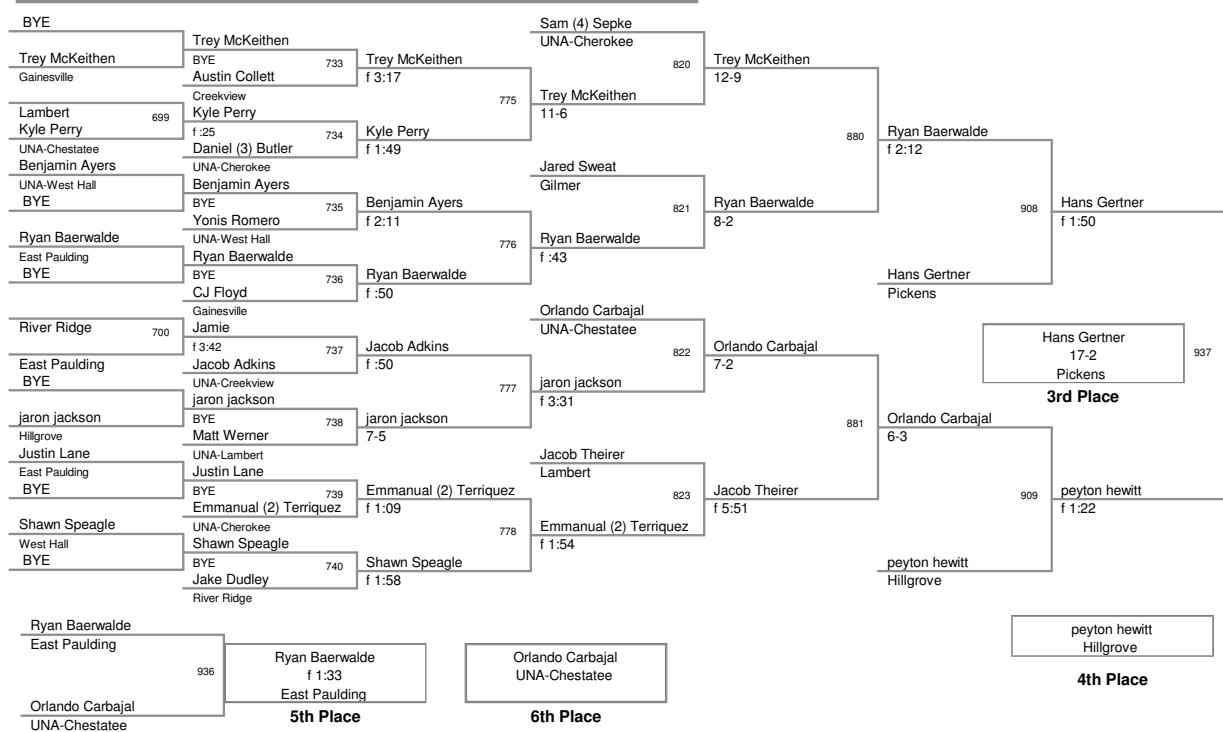 BYE
Trey McKeithen
Gainesville
Lambert
699
Kyle Perry
UNA-Chestatee
Benjamin Ayers
UNA-West Hall
BYE
Ryan Baerwalde
East Paulding
BYE
River Ridge
700
East Paulding
BYE
jaron jackson
Hillgrove
Justin Lane
East Paulding
BYE
Shawn Speagle
West Hall
BYE
Trey McKeithen
BYE
733
Austin Collett
Creekview
Kyle Perry
f :25
734
Daniel (3) Butler
UNA-Cherokee
Benjamin Ayers
BYE
735
Yonis Romero
UNA-West Hall
Ryan Baerwalde
BYE
736
CJ Floyd
Gainesville
Jamie
f 3:42
737
Jacob Adkins
UNA-Creekview
jaron jackson
BYE
738
Matt Werner
UNA-Lambert
Justin Lane
BYE
739
Emmanual (2) Terriquez
UNA-Cherokee
Shawn Speagle
BYE
740
Jake Dudley
River Ridge
Trey McKeithen
f 3:17
775
Kyle Perry
f 1:49
Benjamin Ayers
f 2:11
776
Ryan Baerwalde
f :50
Jacob Adkins
f :50
777
jaron jackson
7-5
Emmanual (2) Terriquez
f 1:09
778
Shawn Speagle
f 1:58
Sam (4) Sepke
UNA-Cherokee
820
Trey McKeithen
11-6
Jared Sweat
Gilmer
821
Ryan Baerwalde
f :43
Orlando Carbajal
UNA-Chestatee
822
jaron jackson
f 3:31
Jacob Theirer
Lambert
823
Emmanual (2) Terriquez
f 1:54
Trey McKeithen
12-9
880
Ryan Baerwalde
8-2
Orlando Carbajal
7-2
881
Jacob Theirer
f 5:51
Ryan Baerwalde
f 2:12
908
Hans Gertner
Pickens
Orlando Carbajal
6-3
909
peyton hewitt
Hillgrove
Hans Gertner
f 1:50
peyton hewitt
f 1:22
Hans Gertner
17-2
Pickens
937
3rd Place
peyton hewitt
Hillgrove
4th Place
Ryan Baerwalde
East Paulding
936
Orlando Carbajal
UNA-Chestatee
Ryan Baerwalde
f 1:33
East Paulding
5th Place
Orlando Carbajal
UNA-Chestatee
6th Place